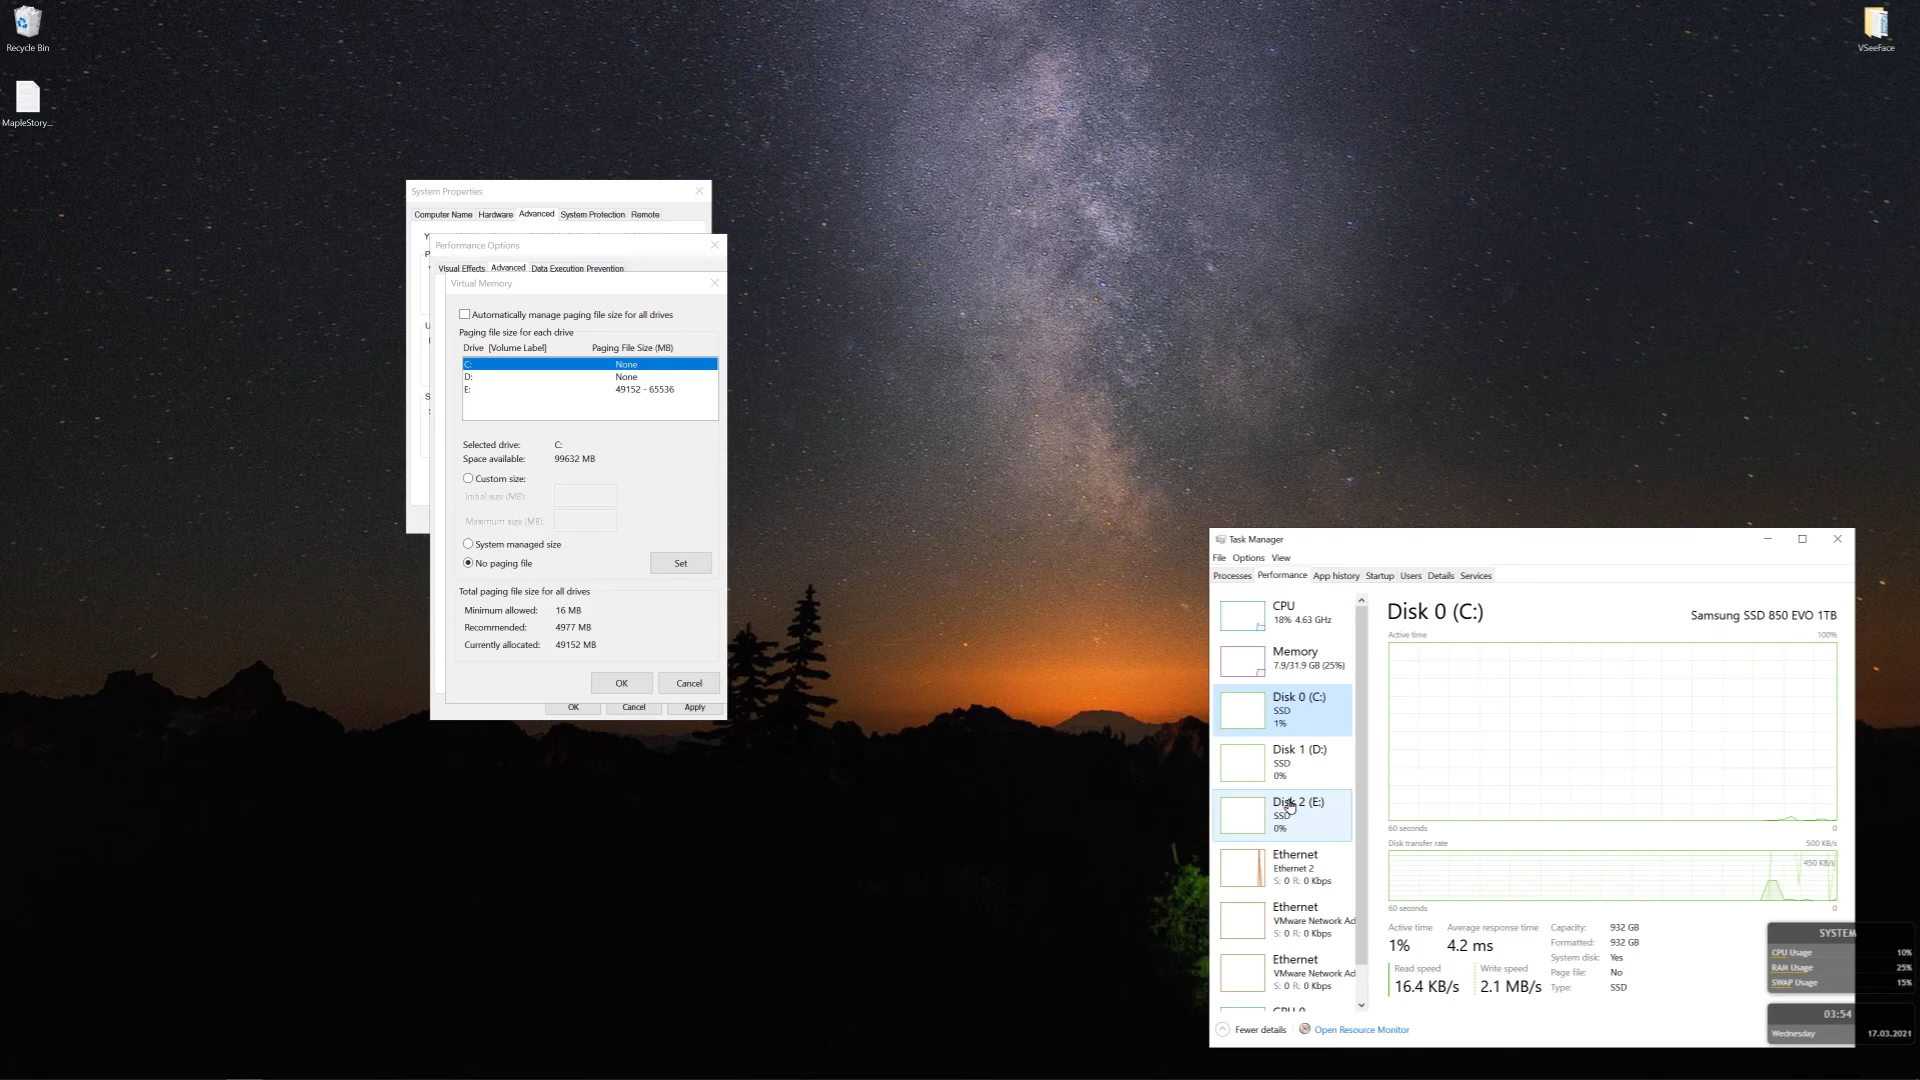 Recycle Bin
MapleStory...
VSeeFace
System Properties
Computer Name Hardware Advanced System Protection Remote
Performance Options
Visual Effects Advanced Data Execution Prevention
Virtual Memory
Automatically manage paging file size for all drives
Paging file size for each drive
Drive [Volume Label] Paging File Size (MB)
C: None
D: None
E: 49152 - 65536
Selected drive: C:
Space available: 99632 MB
Custom size:
Initial size (MB):
Maximum size (MB):
System managed size
No paging file
Set
Total paging file size for all drives
Minimum allowed: 16 MB
Recommended: 4977 MB
Currently allocated: 49152 MB
OK Cancel
OK Cancel Apply
Task Manager
File Options View
Processes Performance App history Startup Users Details Services
CPU
18% 4.63 GHz
Memory
7.9/31.9 GB (25%)
Disk 0 (C:)
SSD
1%
Disk 1 (D:)
SSD
0%
Disk 2 (E:)
SSD
0%
Ethernet
Ethernet 2
S: 0 R: 0 Kbps
Ethernet
VMware Network Ad
S: 0 R: 0 Kbps
Ethernet
VMware Network Ad
S: 0 R: 0 Kbps
Disk 0 (C:) Samsung SSD 850 EVO 1TB
Active time 100%
60 seconds 0
Disk transfer rate 500 KB/s
450 KB/s
60 seconds 0
Active time
1%
Average response time
4.2 ms
Read speed
16.4 KB/s
Write speed
2.1 MB/s
Capacity: 932 GB
Formatted: 932 GB
System disk: Yes
Page file: No
Type: SSD
Fewer details Open Resource Monitor
SYSTEM
CPU Usage 10%
RAM Usage 25%
SWAP Usage 15%
03:54
Wednesday 17.03.2021